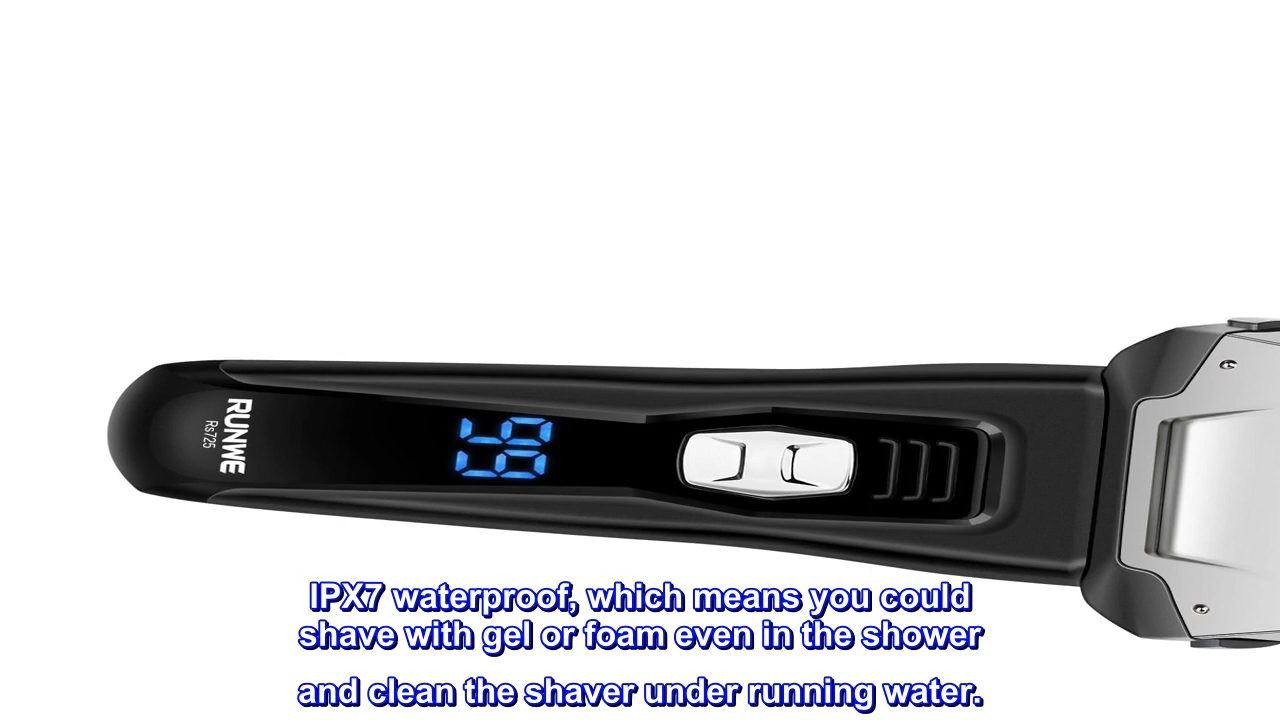 RUNWE
Rs725
IPX7 waterproof, which means you could
shave with gel or foam even in the shower
and clean the shaver under running water.